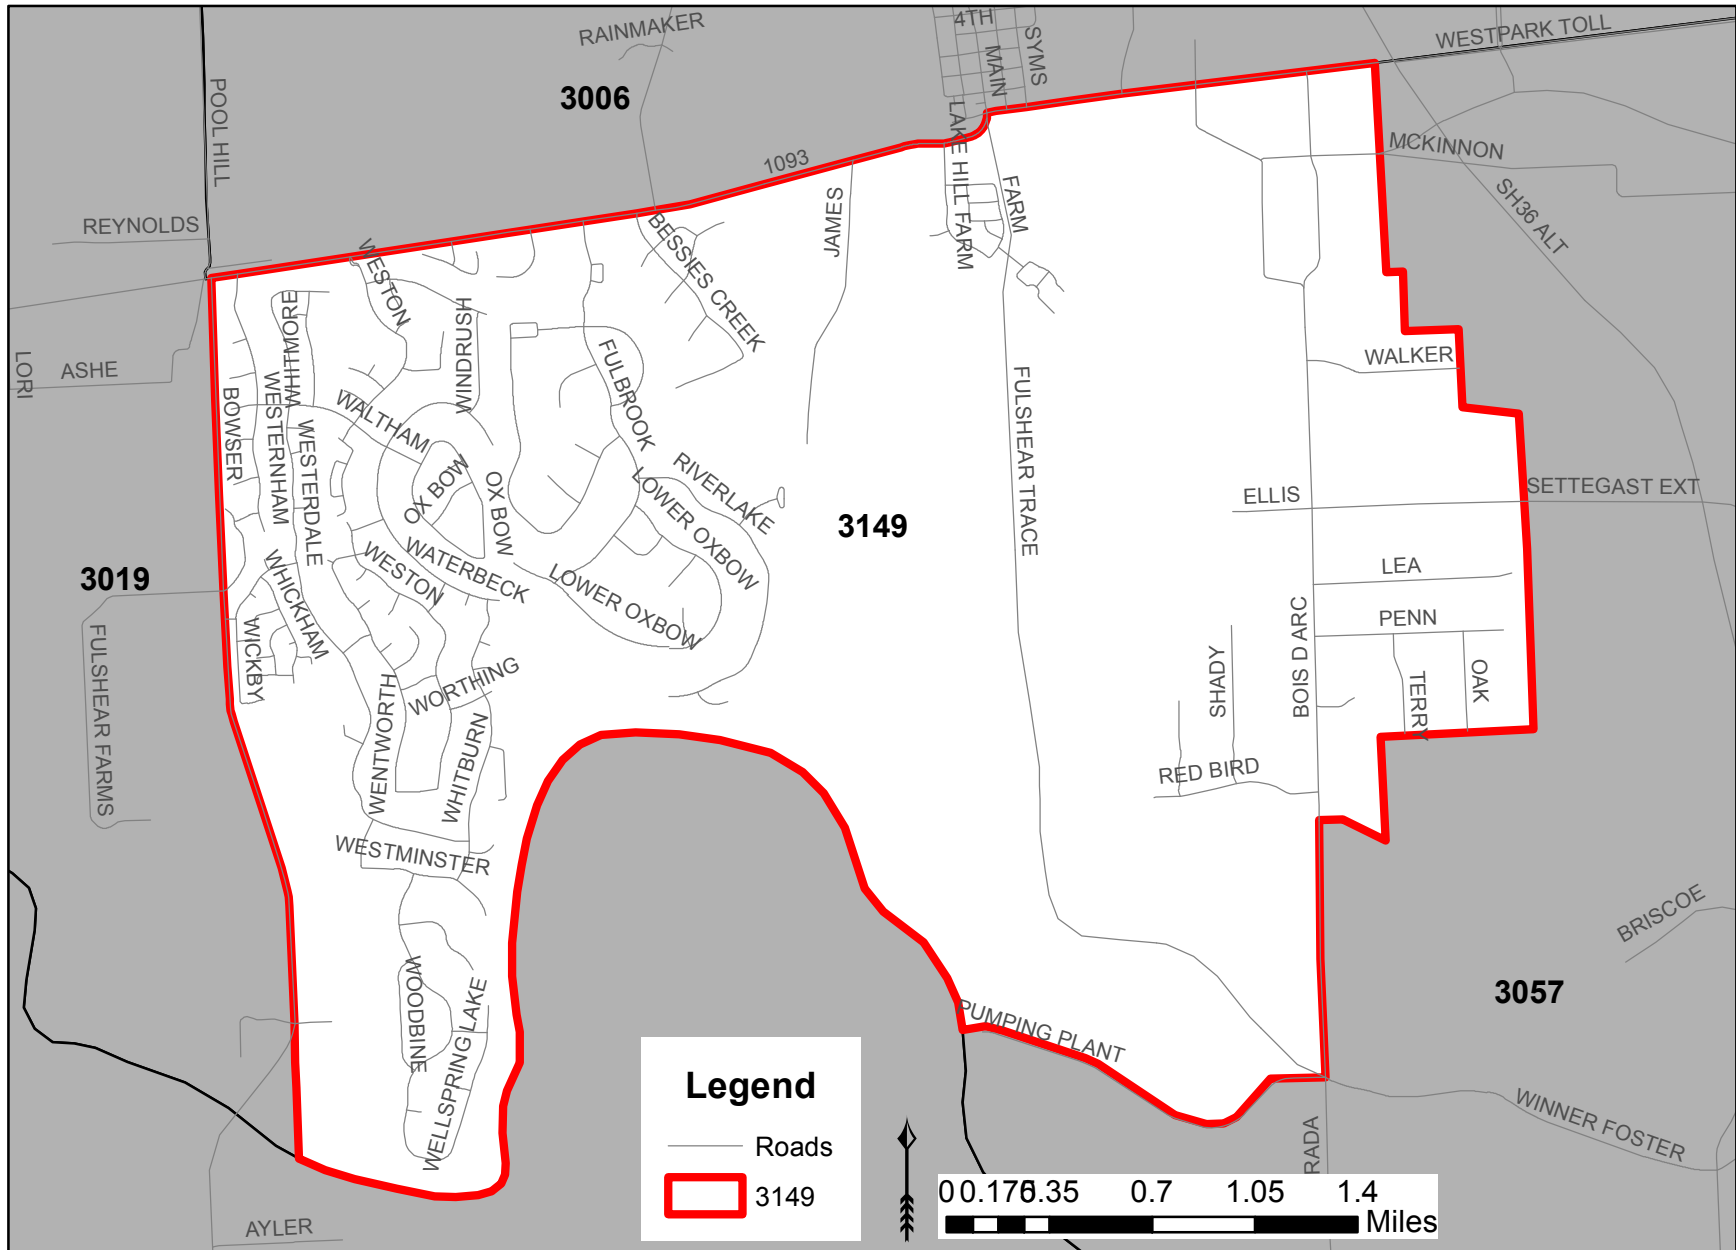 RAINMAKER
4TH
SYMS
MAIN
WESTPARK TOLL
3006
POOL HILL
1093
LAKE HILL FARM
MCKINNON
FARM
SH36 ALT
JAMES
REYNOLDS
BESSIES CREEK
WESTON
WINDRUSH
WHITMORE
LORI
ASHE
WALKER
FULBROOK
BOWSER
WESTERNHAM
WALTHAM
WESTERDALE
FULSHEAR TRACE
RIVERLAKE
OX BOW
OX BOW
LOWER OXBOW
ELLIS
SETTEGAST EXT
3149
3019
WHICKHAM
WESTON
WATERBECK
LOWER OXBOW
LEA
PENN
BOIS D ARC
FULSHEAR FARMS
WICKBY
WORTHING
WENTWORTH
WHITBURN
SHADY
TERRY
OAK
RED BIRD
WESTMINSTER
BRISCOE
3057
WOODBINE
WELLSPRING LAKE
PUMPING PLANT
WINNER FOSTER
RADA
AYLER
Legend
Roads
3149
0 0.175 0.35 0.7 1.05 1.4
Miles